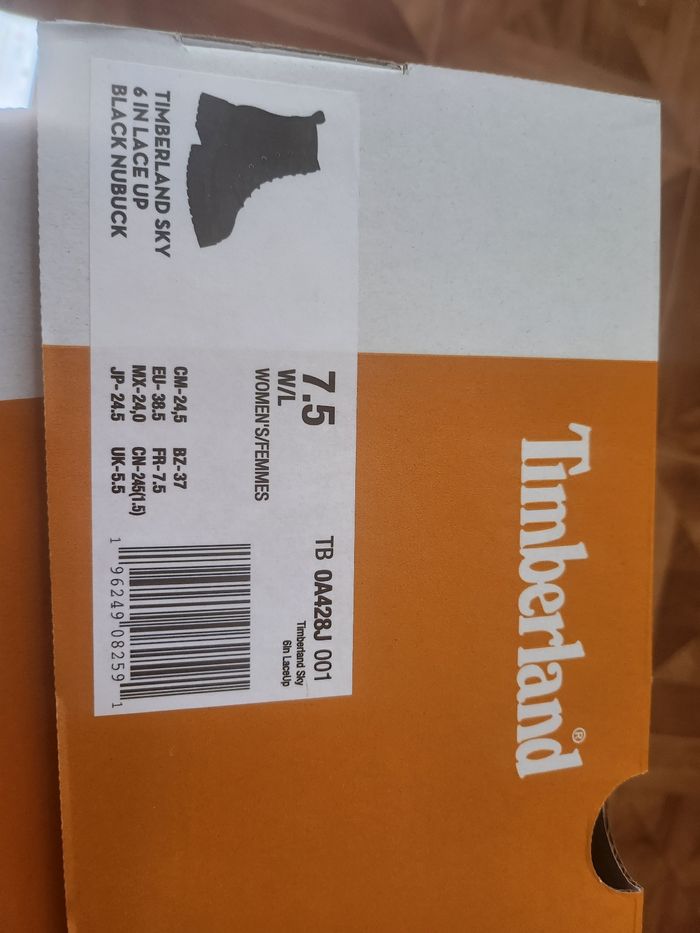 TIMBERLAND SKY
6 IN LACE UP
BLACK NUBUCK
7.5
W/L
WOMEN'S/FEMMES
CM-24,5 BZ-37
EU-38.5 FR-7.5
MX-24,0 CN-245(1.5)
JP-24.5 UK-5.5
TB 0A428J 001
Timberland Sky
6in LaceUp
1 96249 08259 1
Timberland®